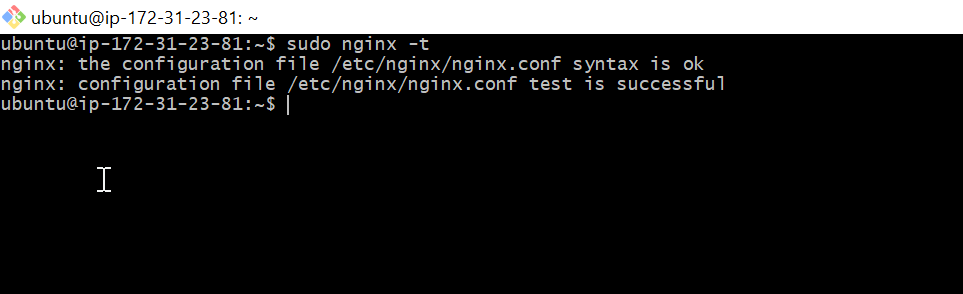 ubuntu@ip-172-31-23-81: ~
ubuntu@ip-172-31-23-81:~$ sudo nginx -t
nginx: the configuration file /etc/nginx/nginx.conf syntax is ok
nginx: configuration file /etc/nginx/nginx.conf test is successful
ubuntu@ip-172-31-23-81:~$